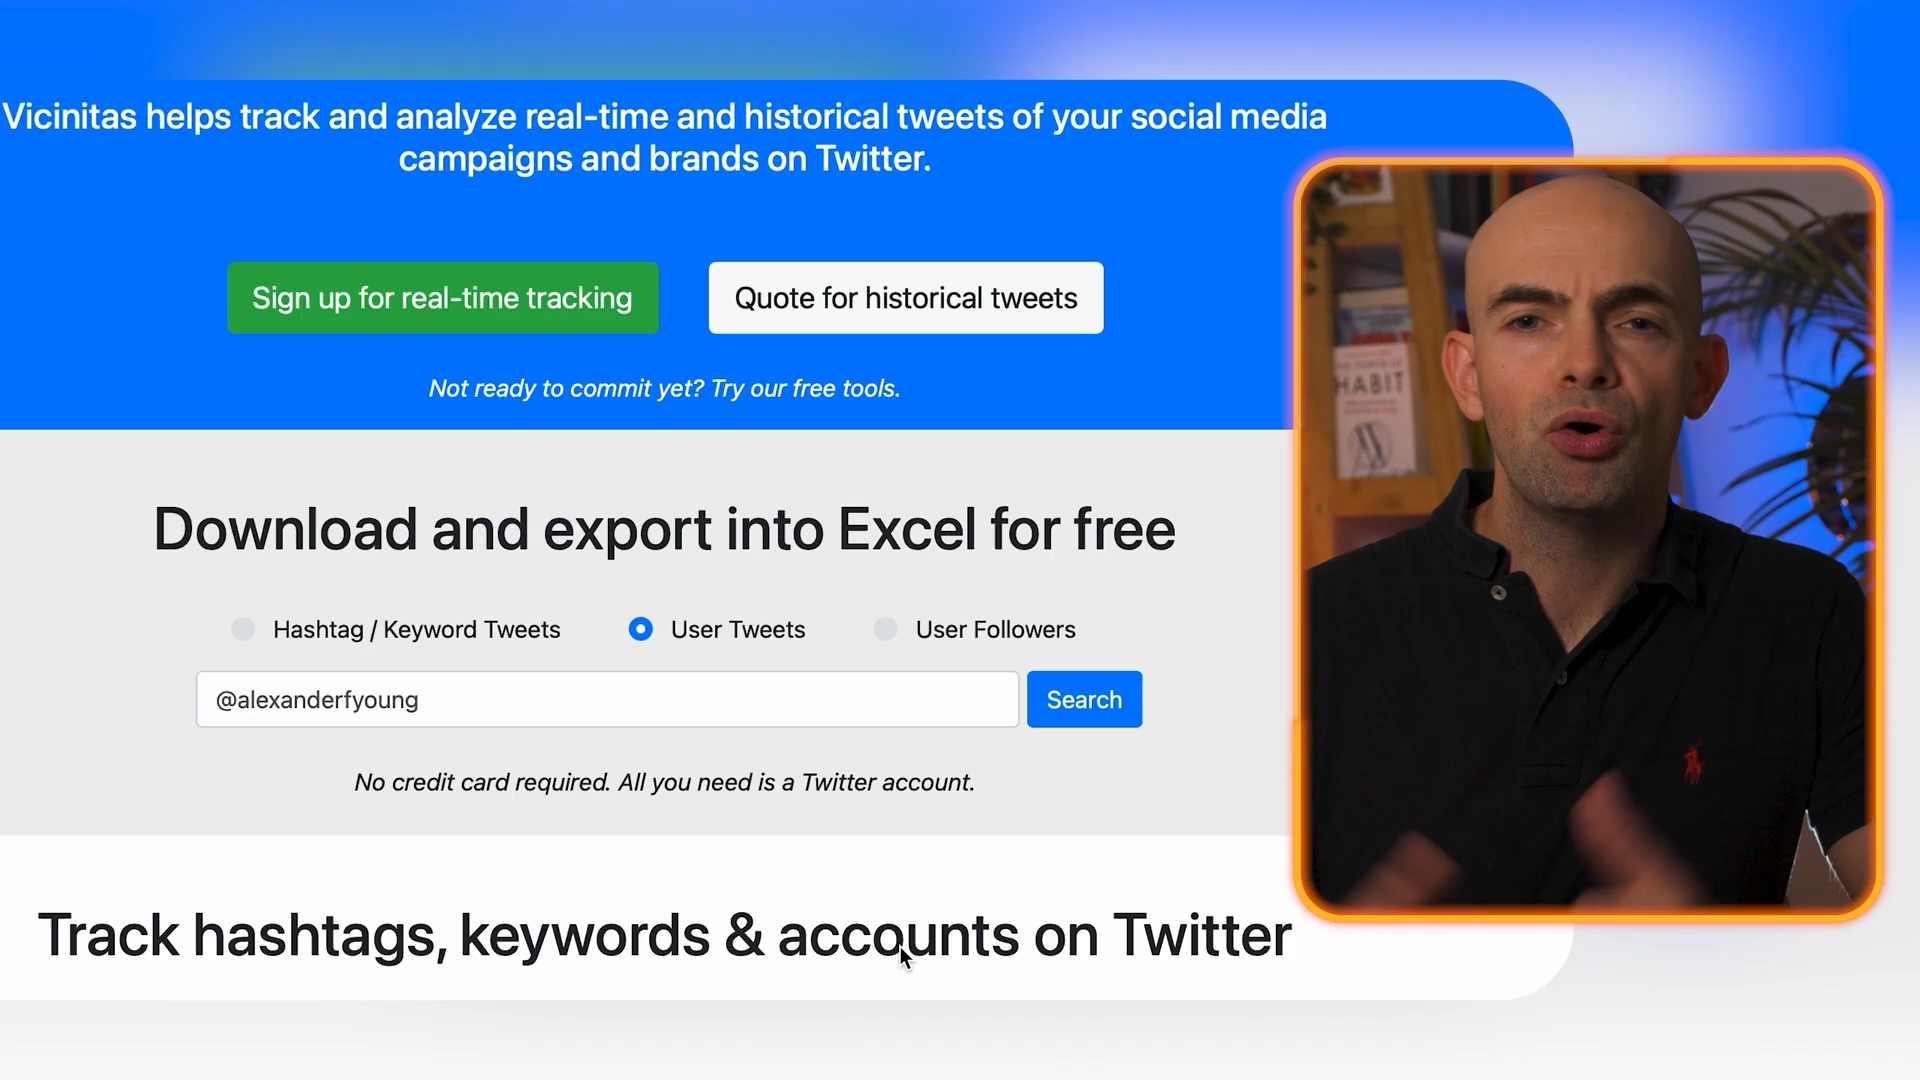 Vicinitas helps track and analyze real-time and historical tweets of your social media
campaigns and brands on Twitter.
Sign up for real-time tracking
Quote for historical tweets
Not ready to commit yet? Try our free tools.
Download and export into Excel for free
Hashtag / Keyword Tweets
User Tweets
User Followers
@alexanderfyoung
Search
No credit card required. All you need is a Twitter account.
Track hashtags, keywords & accounts on Twitter
HABIT